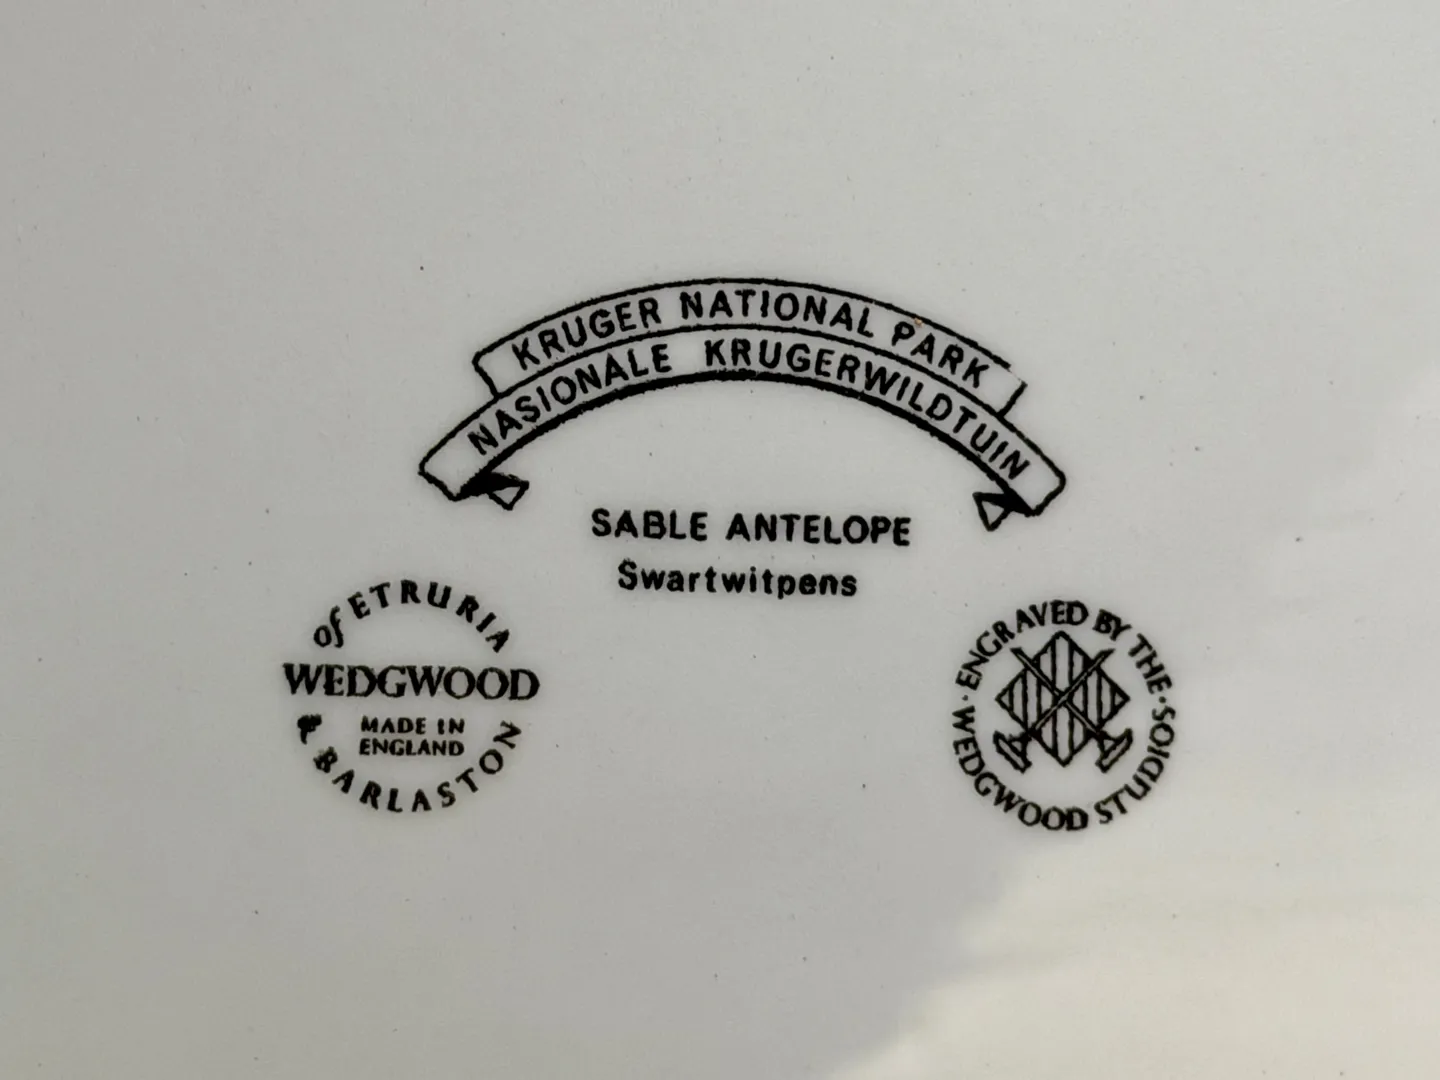 KRUGER NATIONAL PARK
NASIONALE KRUGERWILDTUIN
SABLE ANTELOPE
Swartwitpens
of ETRURIA
WEDGWOOD
MADE IN
ENGLAND
& BARLASTON
ENGRAVED BY THE
· WEDGWOOD STUDIOS ·